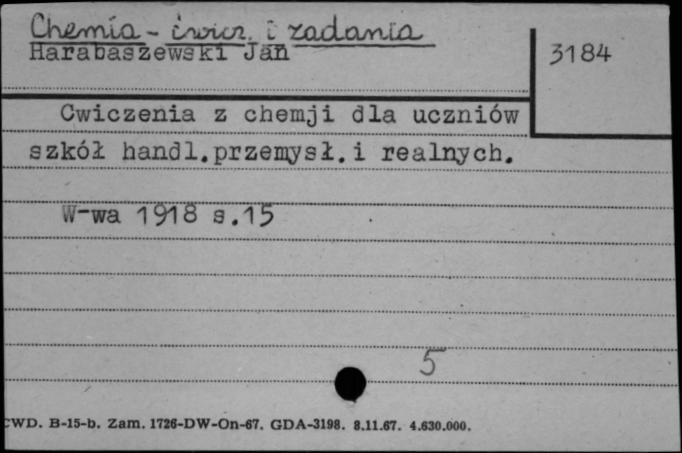 Chemia - ćwicz. i zadania
Harabaszewski Jan
3184
Cwiczenia z chemji dla uczniów
szkół handl.przemysł.i realnych.
W-wa 1918 s.15
5
CWD. B-15-b. Zam. 1726-DW-On-67. GDA-3198. 8.11.67. 4.630.000.